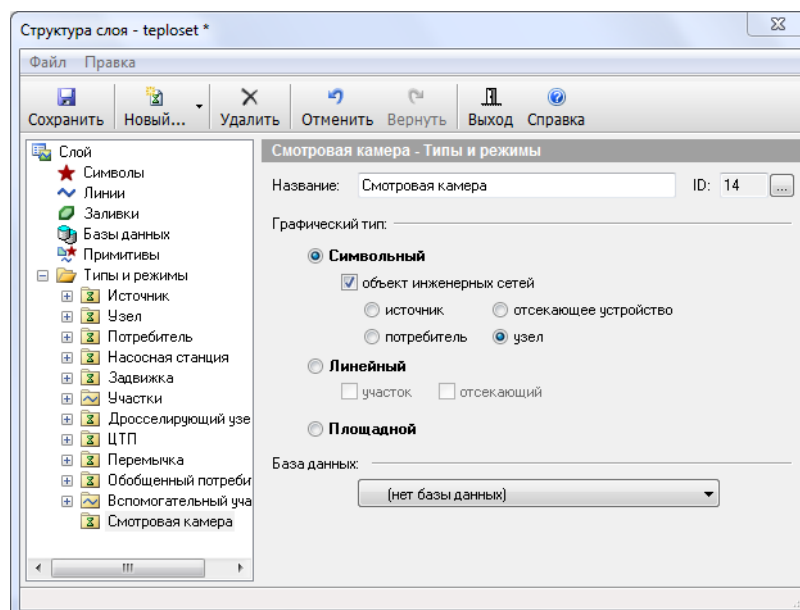 Структура слоя - teploset *
Файл Правка
Сохранить Новый... Удалить Отменить Вернуть Выход Справка
Слой
Символы
Линии
Заливки
Базы данных
Примитивы
Типы и режимы
Источник
Узел
Потребитель
Насосная станция
Задвижка
Участки
Дросселирующий узе
ЦТП
Перемычка
Обобщенный потреби
Вспомогательный уча
Смотровая камера
Смотровая камера - Типы и режимы
Название: Смотровая камера ID: 14 ...
Графический тип:
Символьный
объект инженерных сетей
источник отсекающее устройство
потребитель узел
Линейный
участок отсекающий
Площадной
База данных:
(нет базы данных)